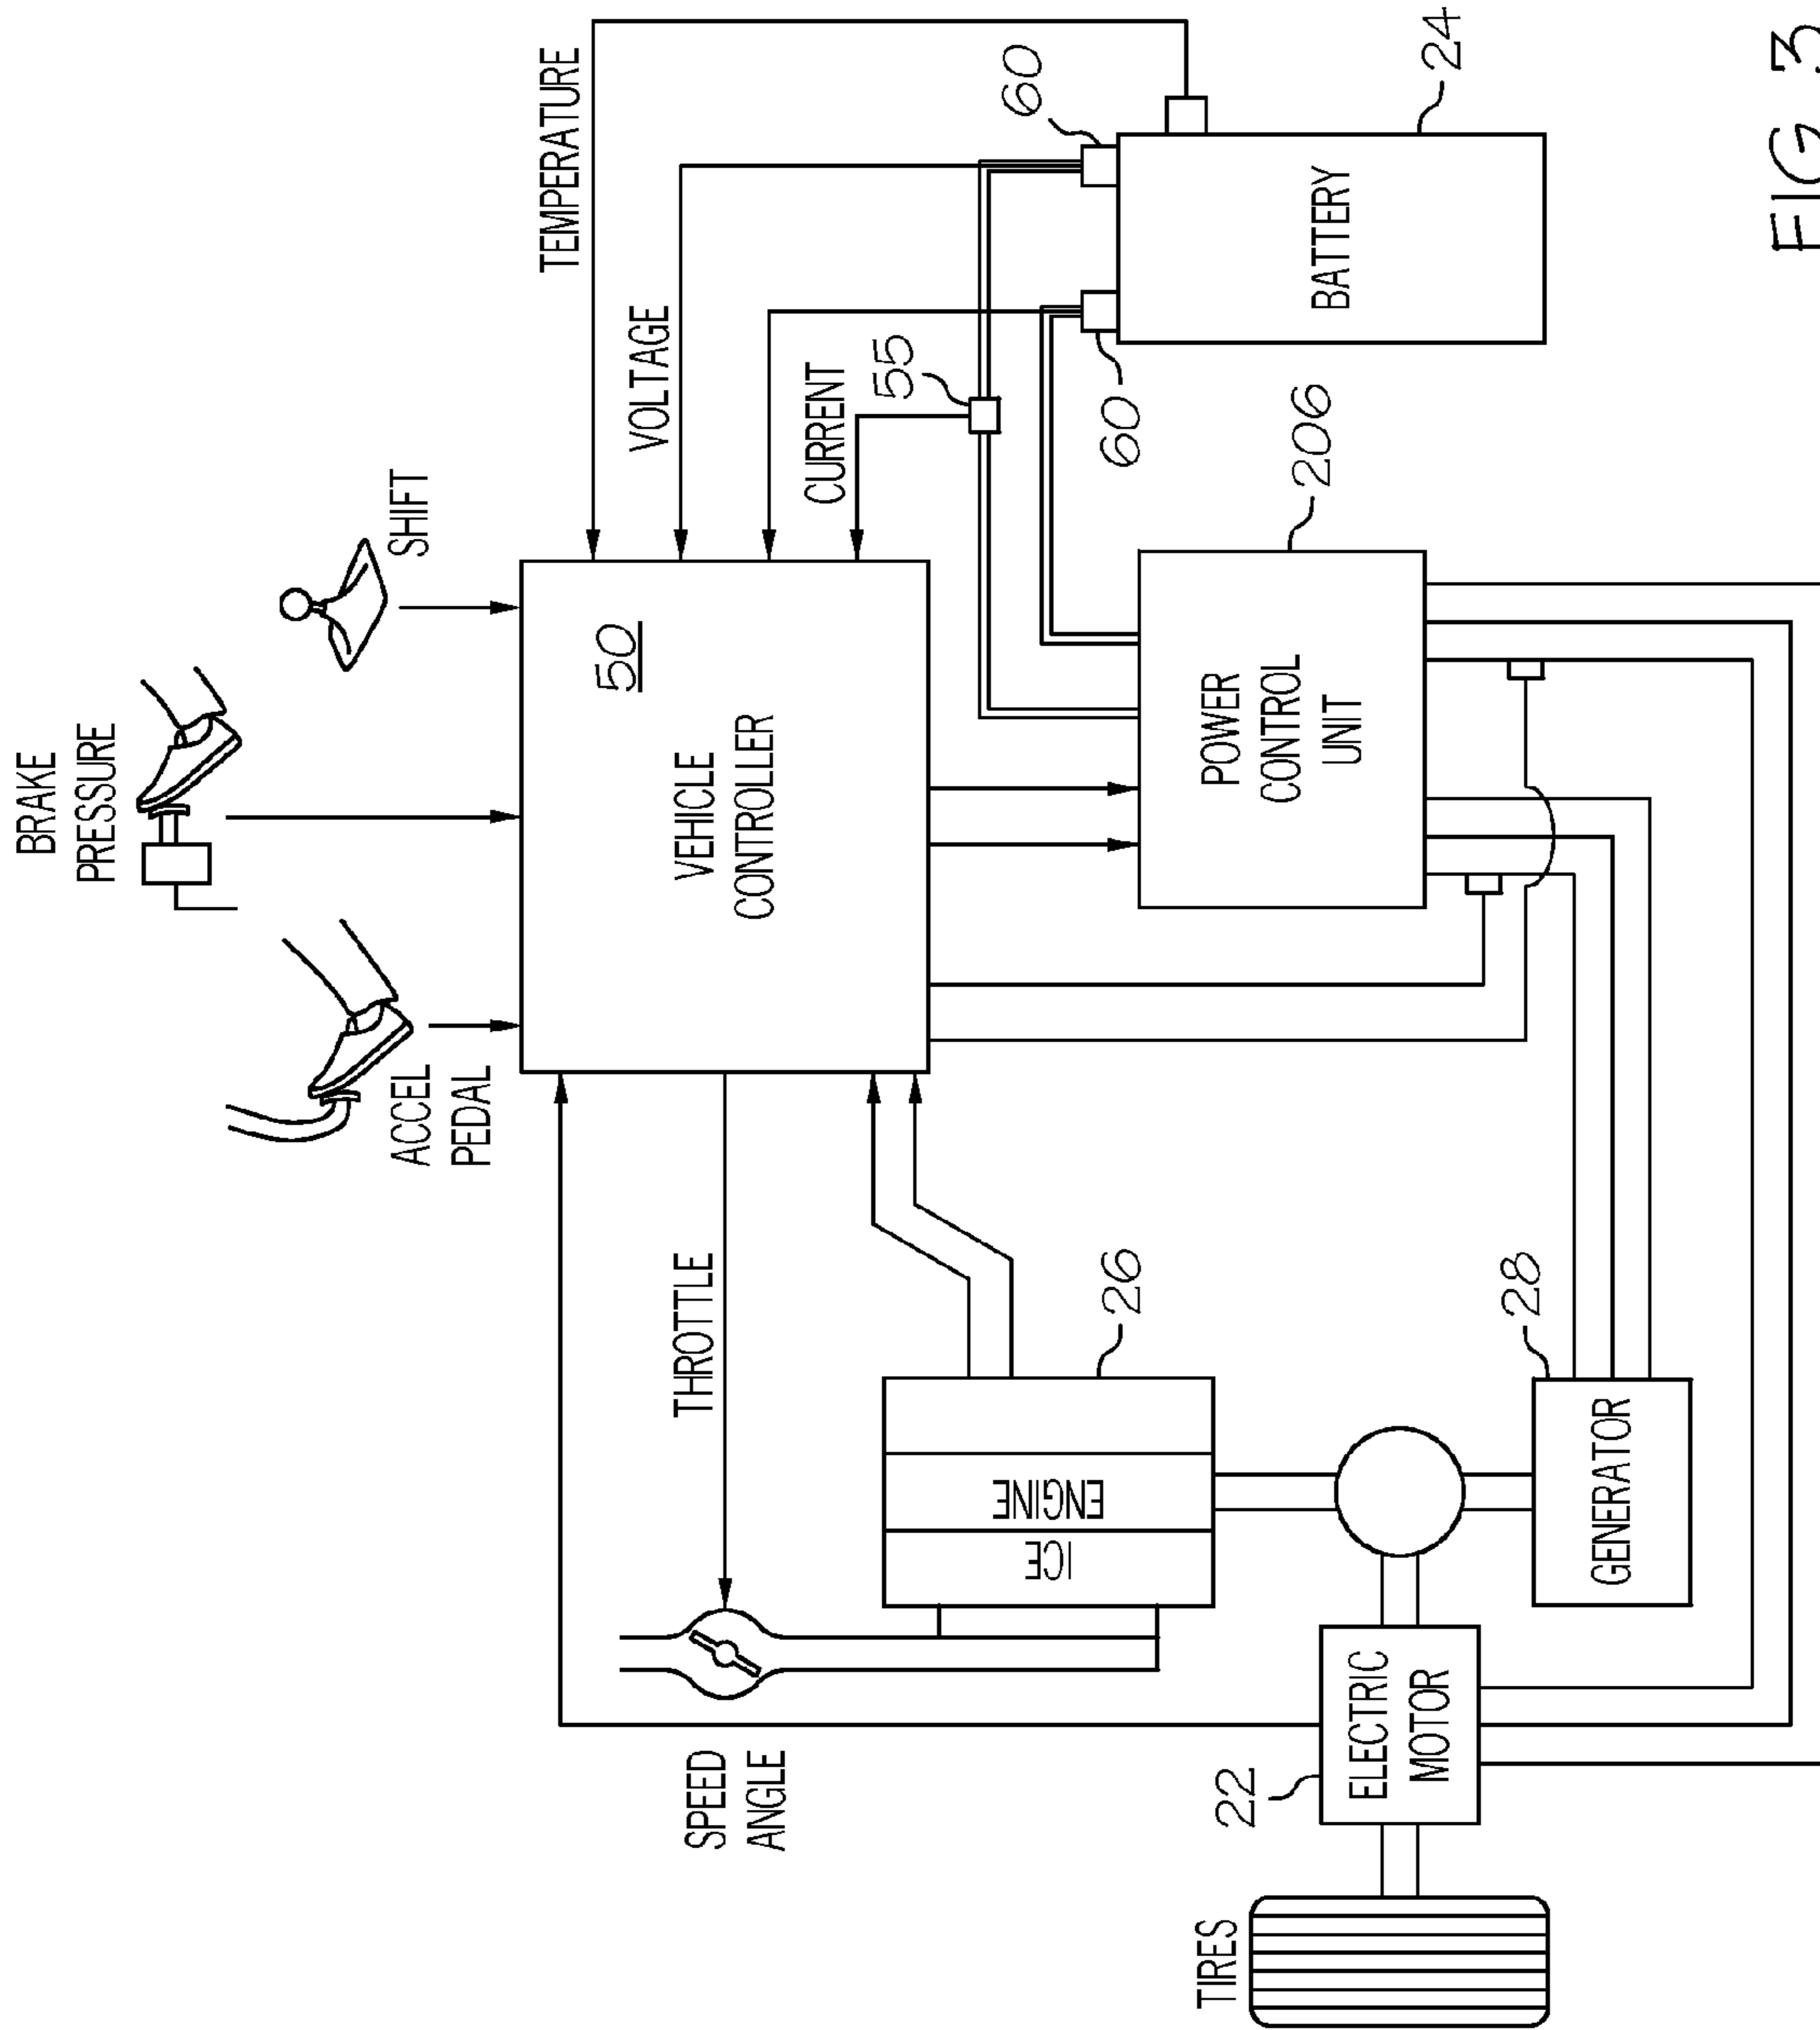 BRAKE
PRESSURE
ACCEL
PEDAL
SHIFT
TEMPERATURE
VOLTAGE
CURRENT
THROTTLE
SPEED
ANGLE
VEHICLE
CONTROLLER
50
55
60
60
BATTERY
24
POWER
CONTROL
UNIT
206
ICE
ENGINE
26
GENERATOR
28
ELECTRIC
MOTOR
22
TIRES
FIG 3